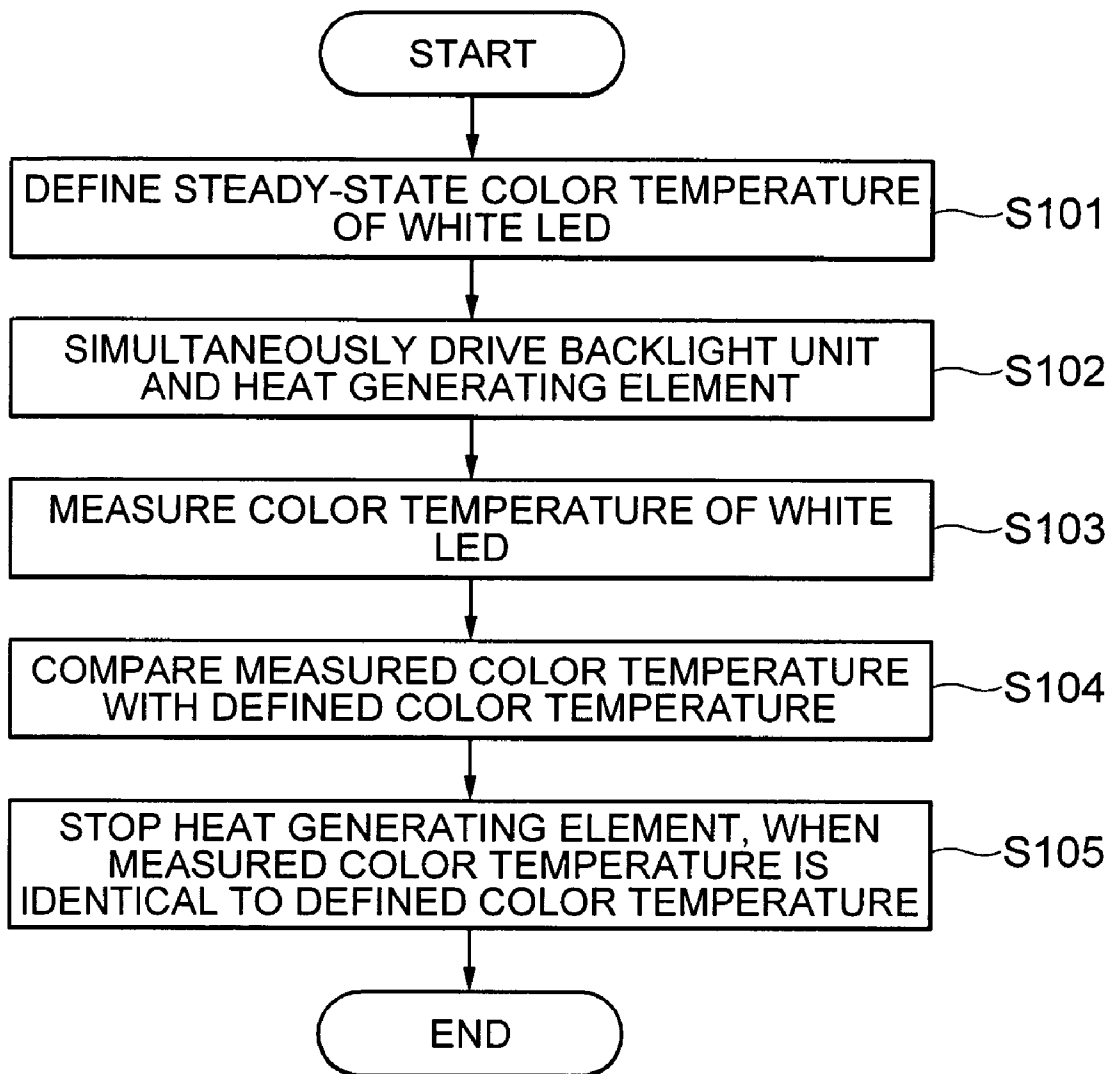 START
DEFINE STEADY-STATE COLOR TEMPERATURE
OF WHITE LED
S101
SIMULTANEOUSLY DRIVE BACKLIGHT UNIT
AND HEAT GENERATING ELEMENT
S102
MEASURE COLOR TEMPERATURE OF WHITE
LED
S103
COMPARE MEASURED COLOR TEMPERATURE
WITH DEFINED COLOR TEMPERATURE
S104
STOP HEAT GENERATING ELEMENT, WHEN
MEASURED COLOR TEMPERATURE IS
IDENTICAL TO DEFINED COLOR TEMPERATURE
S105
END